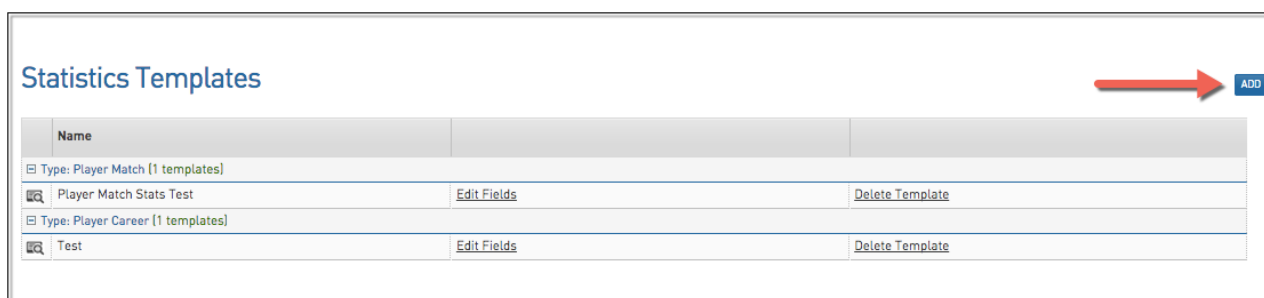 Statistics Templates
ADD
Name
Type: Player Match (1 templates)
Player Match Stats Test Edit Fields Delete Template
Type: Player Career (1 templates)
Test Edit Fields Delete Template